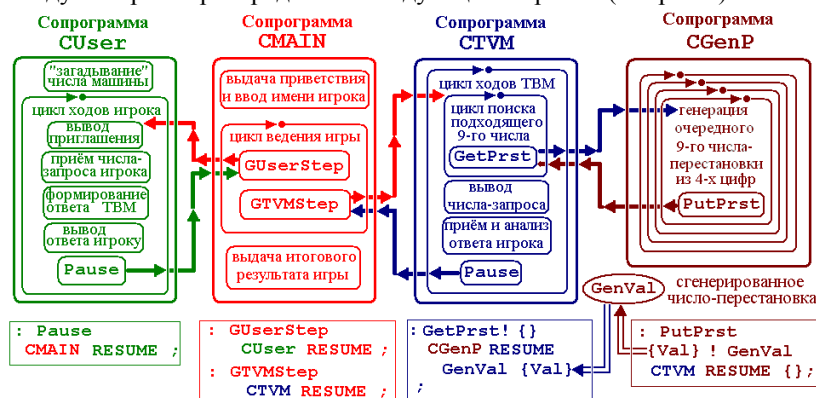 Сопрограмма
CUser
"загадывание"
числа машины
цикл ходов игрока
вывод
приглашения
приём числа-
запроса игрока
формирование
ответа ТВМ
вывод
ответа игроку
Pause
: Pause
CMAIN RESUME ;
Сопрограмма
CMAIN
выдача приветствия
и ввод имени игрока
цикл ведения игры
GUserStep
GTVMStep
выдача итогового
результата игры
: GUserStep
CUser RESUME ;
: GTVMStep
CTVM RESUME ;
Сопрограмма
CTVM
цикл ходов ТВМ
цикл поиска
подходящего
9-го числа
GetPrst
вывод
числа-запроса
приём и анализ
ответа игрока
Pause
:GetPrst! {}
CGenP RESUME
GenVal {Val}
;
Сопрограмма
CGenP
генерация
очередного
9-го числа-
перестановки
из 4-х цифр
PutPrst
GenVal
сгенерированное
число-перестановка
: PutPrst
{Val} ! GenVal
CTVM RESUME {};